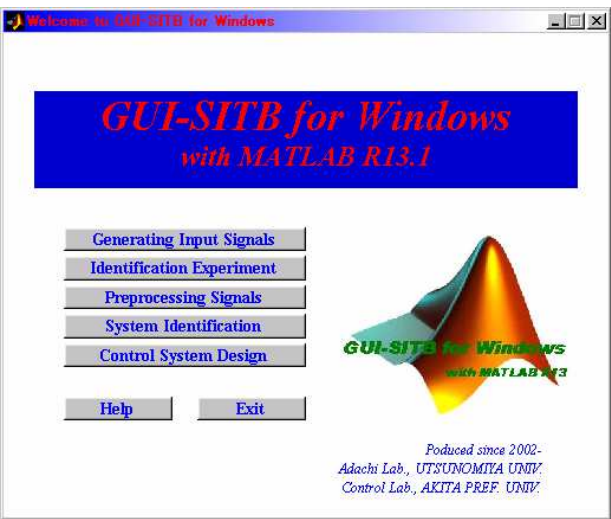 Welcome to GUI-SITB for Windows
GUI-SITB for Windows
with MATLAB R13.1
Generating Input Signals
Identification Experiment
Preprocessing Signals
System Identification
Control System Design
Help Exit
GUI-SITB for Windows
with MATLAB R13
Poduced since 2002-
Adachi Lab., UTSUNOMIYA UNIV.
Control Lab., AKITA PREF. UNIV.